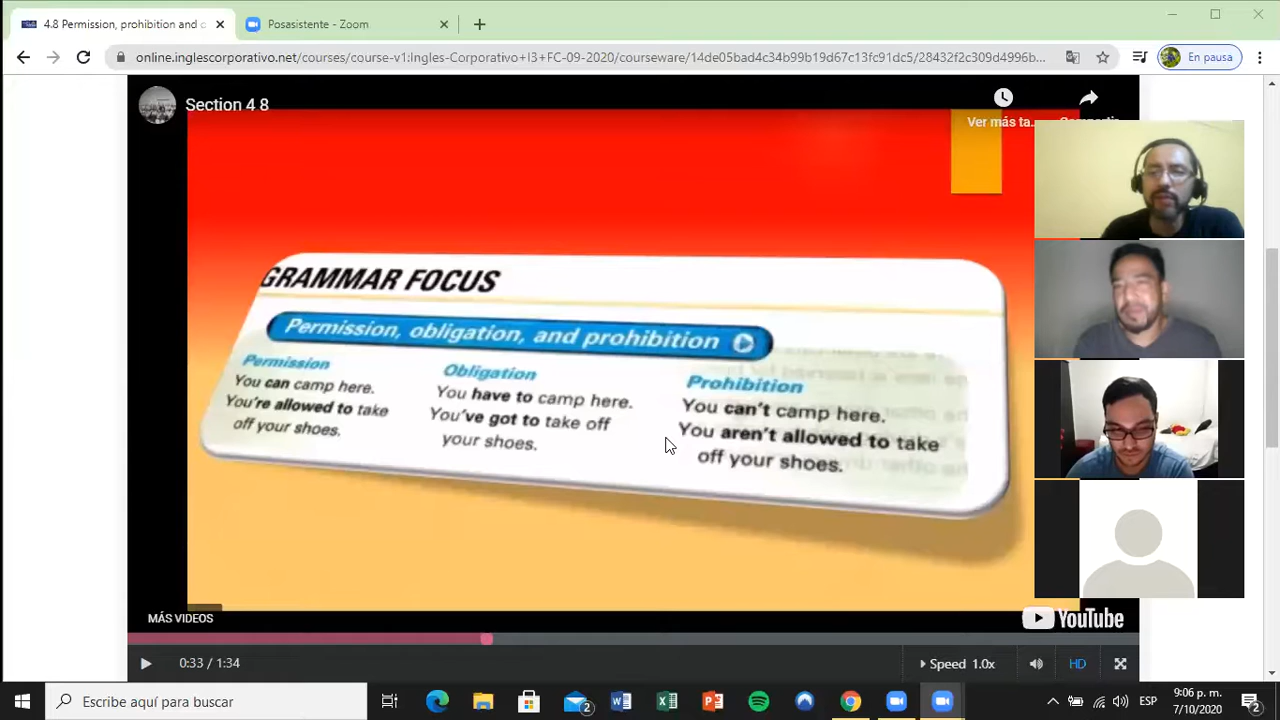 4.8 Permission, prohibition and c
Posasistente - Zoom
online.inglescorporativo.net/courses/course-v1:Ingles-Corporativo+I3+FC-09-2020/courseware/14de05bad4c34b99b19d67c13fc91dc5/28432f2c309d4996b...
En pausa
Section 4 8
Ver más ta...
Compartir
GRAMMAR FOCUS
Permission, obligation, and prohibition
Permission
You can camp here.
You're allowed to take
off your shoes.
Obligation
You have to camp here.
You've got to take off
your shoes.
Prohibition
You can't camp here.
You aren't allowed to take
off your shoes.
MÁS VIDEOS
YouTube
0:33 / 1:34
Speed 1.0x
HD
Escribe aquí para buscar
2
ESP
9:06 p. m.
7/10/2020
2